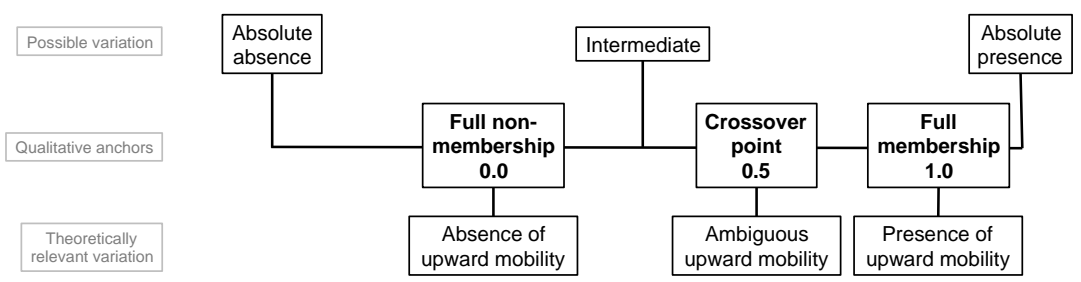 Possible variation
Absolute
absence
Intermediate
Absolute
presence
Qualitative anchors
Full non-
membership
0.0
Crossover
point
0.5
Full
membership
1.0
Theoretically
relevant variation
Absence of
upward mobility
Ambiguous
upward mobility
Presence of
upward mobility